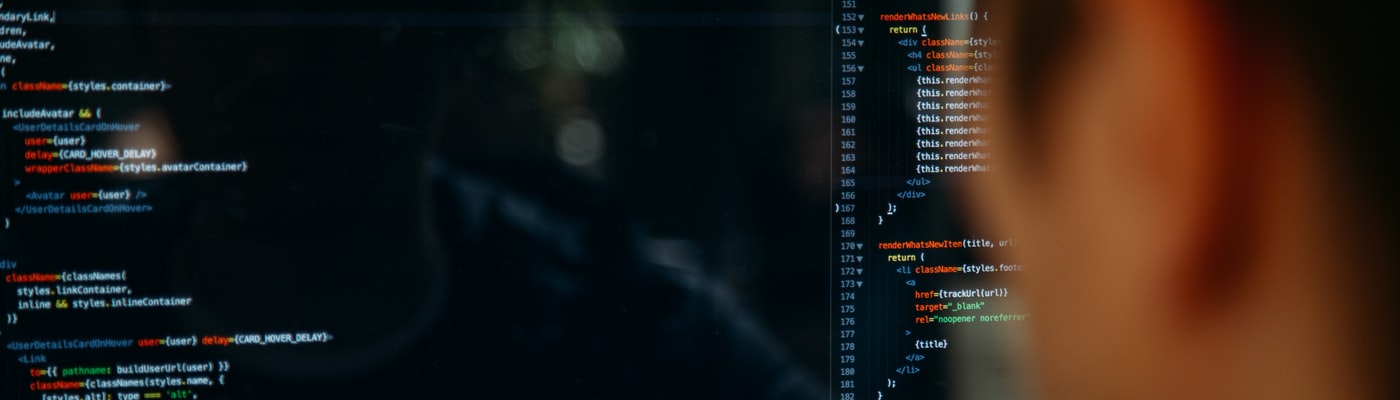 ndaryLink,
dren,
udeAvatar,
ne,
(
n className={styles.container}>
includeAvatar && (
<UserDetailsCardOnHover
user={user}
delay={CARD_HOVER_DELAY}
wrapperClassName={styles.avatarContainer}
>
<Avatar user={user} />
</UserDetailsCardOnHover>
)
div
className={classNames(
styles.linkContainer,
inline && styles.inlineContainer
)}
<UserDetailsCardOnHover user={user} delay={CARD_HOVER_DELAY}>
<Link
to={{ pathname: buildUserUrl(user) }}
className={classNames(styles.name, {
[styles.alt]: type === 'alt',
151
152 renderWhatsNewLinks() {
153 return (
154 <div className={style
155 <h4 className={sty
156 <ul className={clas
157 {this.renderWhat
158 {this.renderWha
159 {this.renderWha
160 {this.renderWha
161 {this.renderWha
162 {this.renderWha
163 {this.renderWha
164 {this.renderWha
165 </ul>
166 </div>
167 );
168 }
169
170 renderWhatsNewItem(title, url
171 return (
172 <li className={styles.foote
173 <a
174 href={trackUrl(url)}
175 target="_blank"
176 rel="noopener noreferrer"
177 >
178 {title}
179 </a>
180 </li>
181 );
182 }